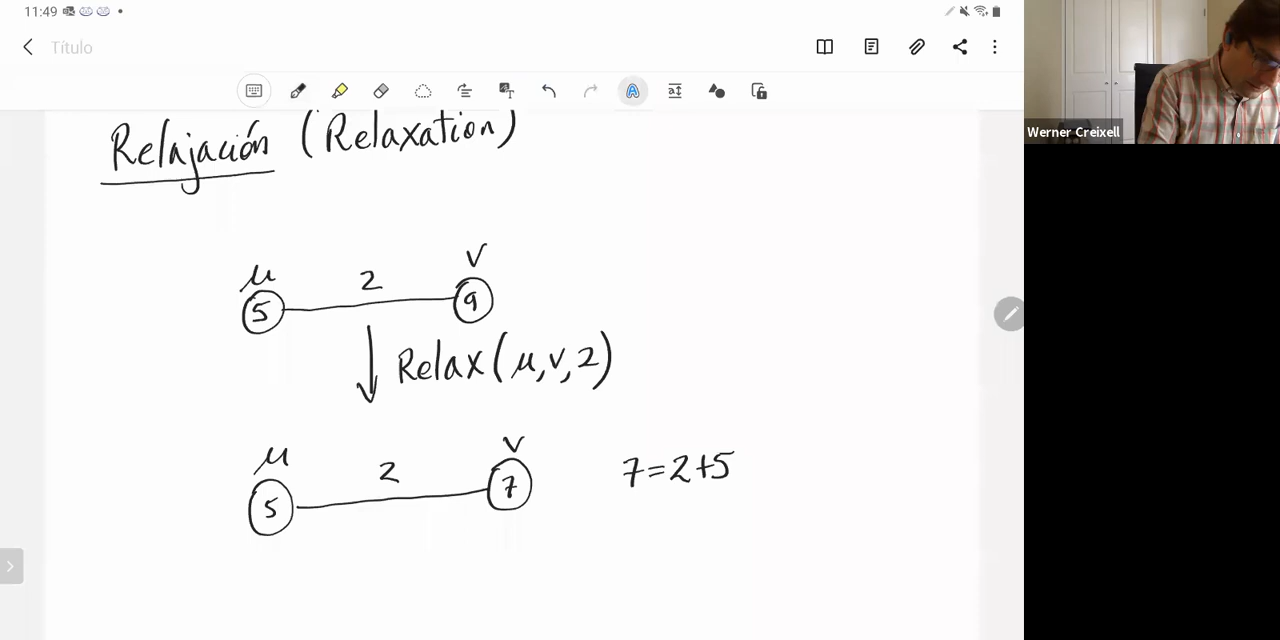 11:49
Título
Werner Creixell
Relajación (Relaxation)
μ 2 v
5 9
Relax(μ,v,2)
μ 2 v
5 7
7=2+5